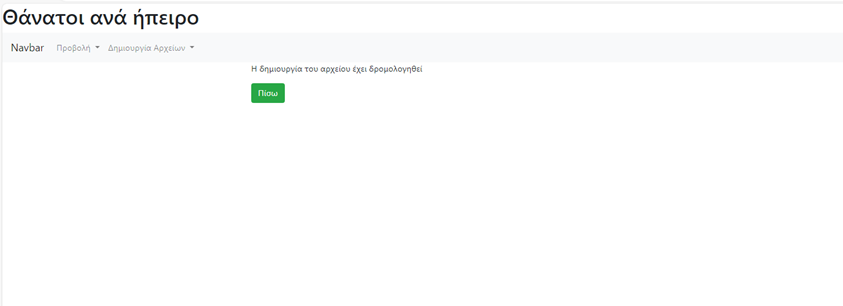 Θάνατοι ανά ήπειρο
Navbar Προβολή Δημιουργία Αρχείων
Η δημιουργία του αρχείου έχει δρομολογηθεί
Πίσω